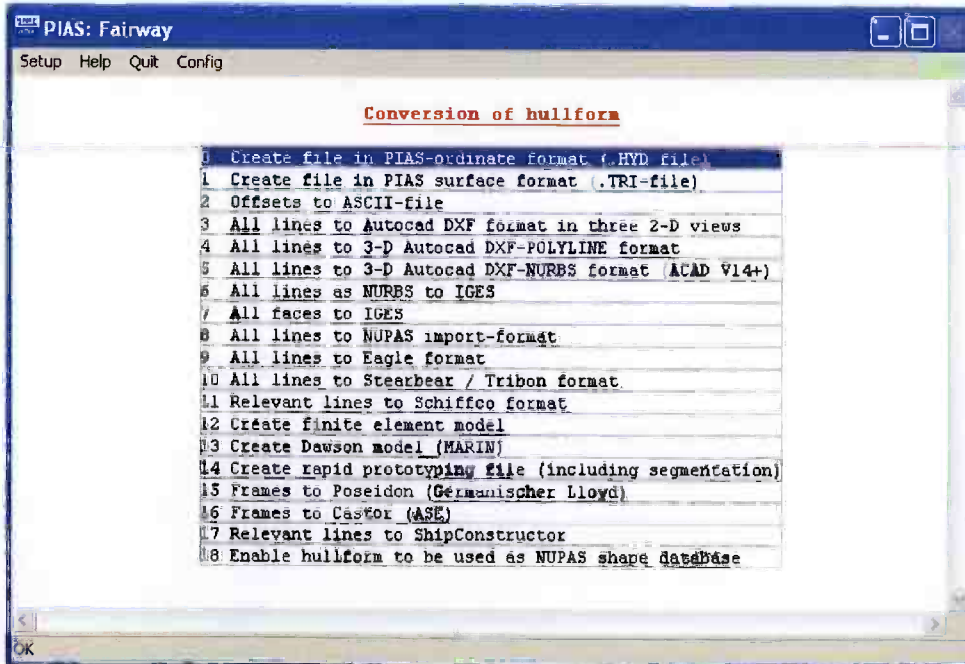 PIAS: Fairway
Setup Help Quit Config
Conversion of hullform
0 Create file in PIAS-ordinate format (.HYD file)
1 Create file in PIAS surface format (.TRI-file)
2 Offsets to ASCII-file
3 All lines to Autocad DXF format in three 2-D views
4 All lines to 3-D Autocad DXF-POLYLINE format
5 All lines to 3-D Autocad DXF-NURBS format (ACAD V14+)
6 All lines as NURBS to IGES
7 All faces to IGES
8 All lines to NUPAS import-format
9 All lines to Eagle format
10 All lines to Stearbear / Tribon format
11 Relevant lines to Schiffco format
12 Create finite element model
13 Create Dawson model (MARIN)
14 Create rapid prototyping file (including segmentation)
15 Frames to Poseidon (Germanischer Lloyd)
16 Frames to Castor (ASE)
17 Relevant lines to ShipConstructor
18 Enable hullform to be used as NUPAS shape database
OK